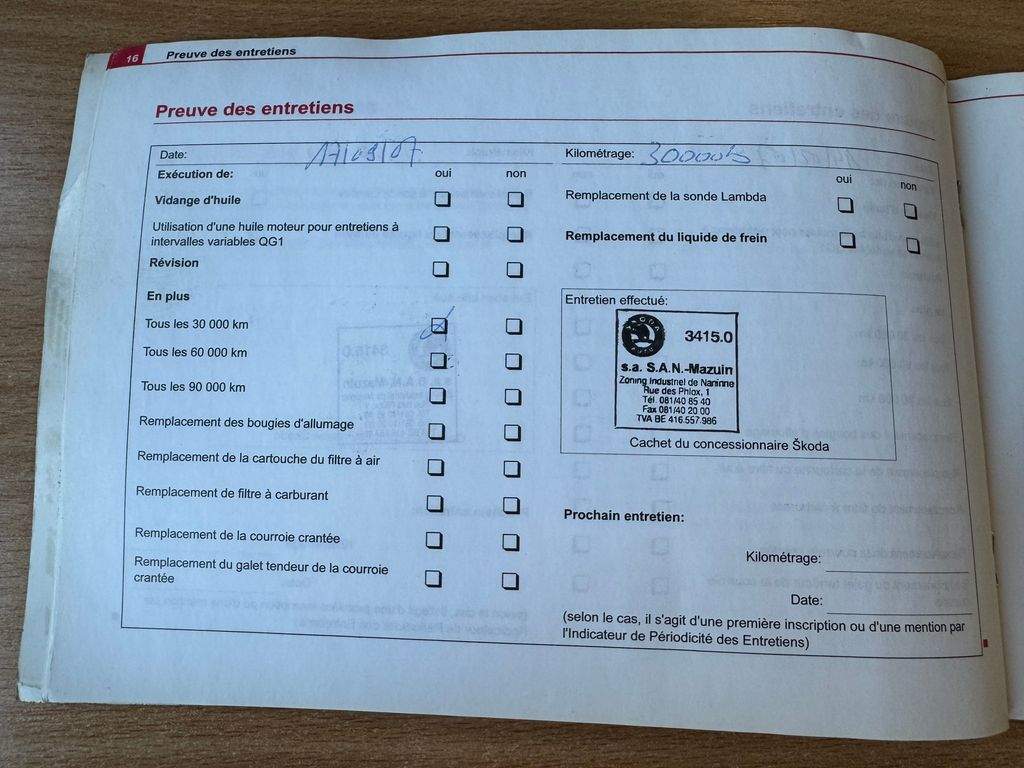 16 Preuve des entretiens
Preuve des entretiens
Date: 17/09/07
Kilométrage: 30000
Exécution de: oui non
Vidange d'huile
Utilisation d'une huile moteur pour entretiens à
intervalles variables QG1
Révision
En plus
Tous les 30 000 km
Tous les 60 000 km
Tous les 90 000 km
Remplacement des bougies d'allumage
Remplacement de la cartouche du filtre à air
Remplacement de filtre à carburant
Remplacement de la courroie crantée
Remplacement du galet tendeur de la courroie
crantée
oui non
Remplacement de la sonde Lambda
Remplacement du liquide de frein
Entretien effectué:
SKODA AUTO
3415.0
s.a. S.A.N.-Mazuin
Zoning Industriel de Naninne
Rue des Phlox, 1
Tél. 081/40 85 40
Fax 081/40 20 00
TVA BE 416.557.986
Cachet du concessionnaire Škoda
Prochain entretien:
Kilométrage:
Date:
(selon le cas, il s'agit d'une première inscription ou d'une mention par
l'Indicateur de Périodicité des Entretiens)